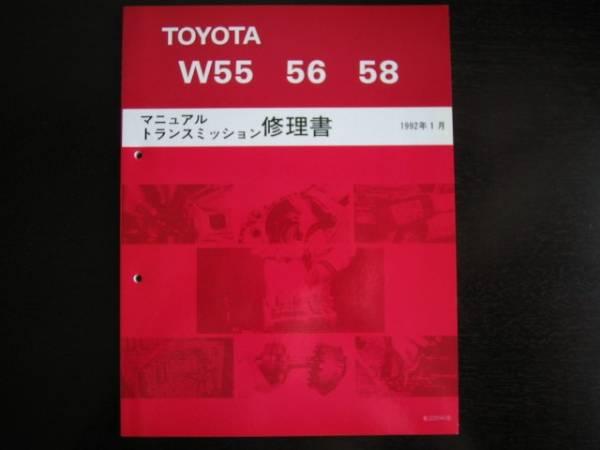 TOYOTA
W55 56 58
マニュアル
トランスミッション 修理書
1992年1月